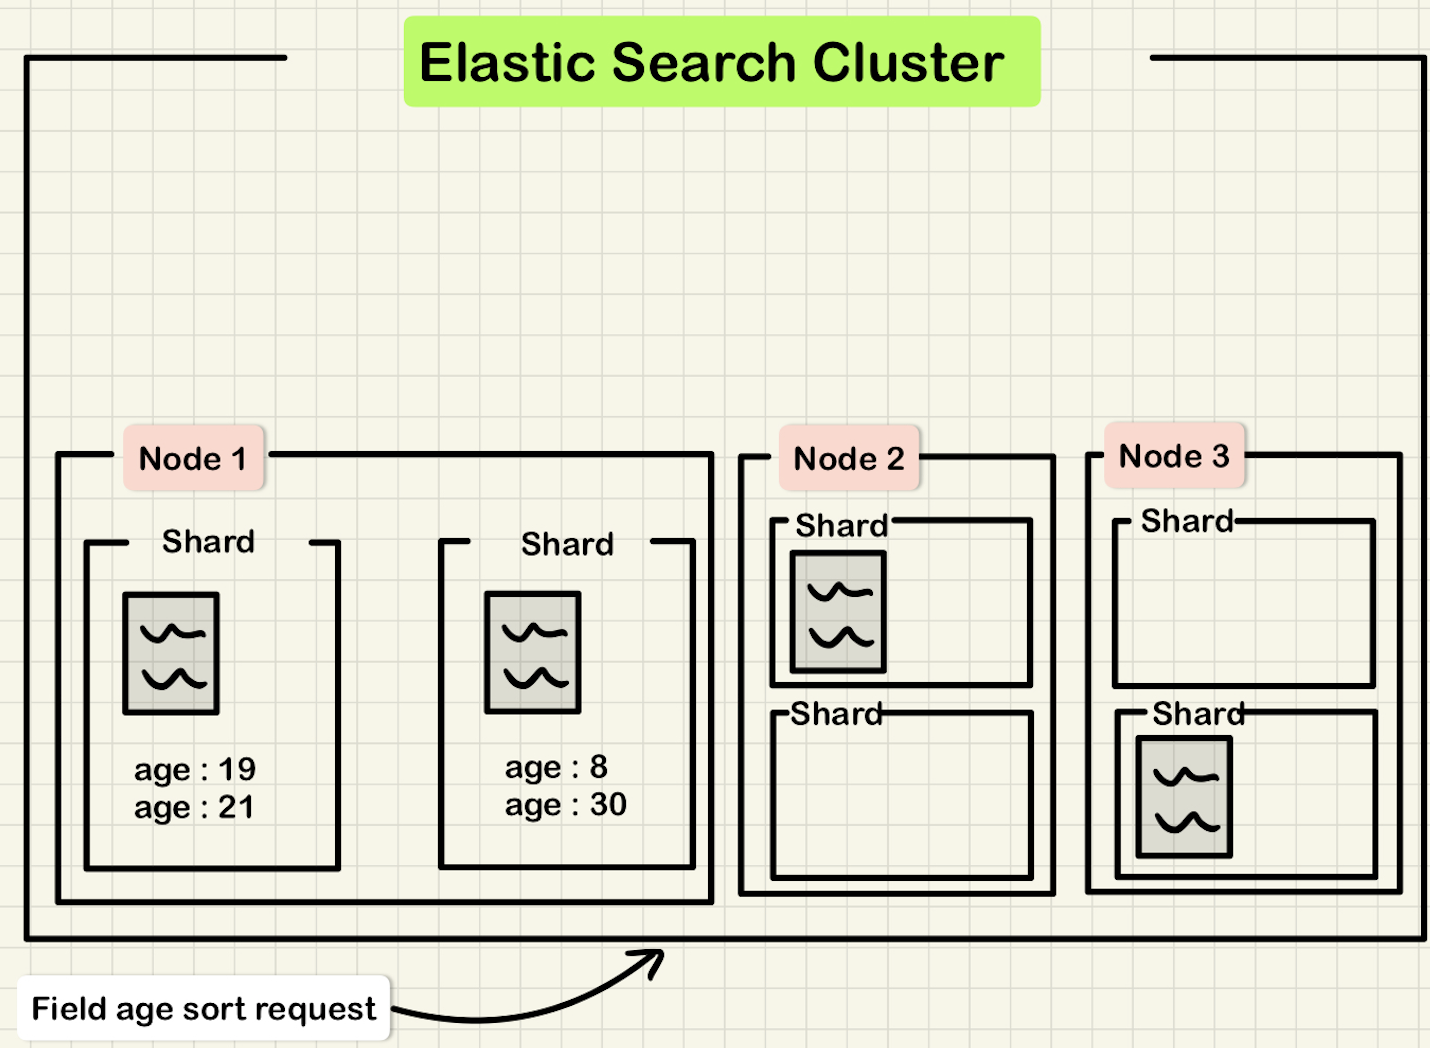 Elastic Search Cluster
Node 1
Shard
age : 19
age : 21
Shard
age : 8
age : 30
Node 2
Shard
Shard
Node 3
Shard
Shard
Field age sort request